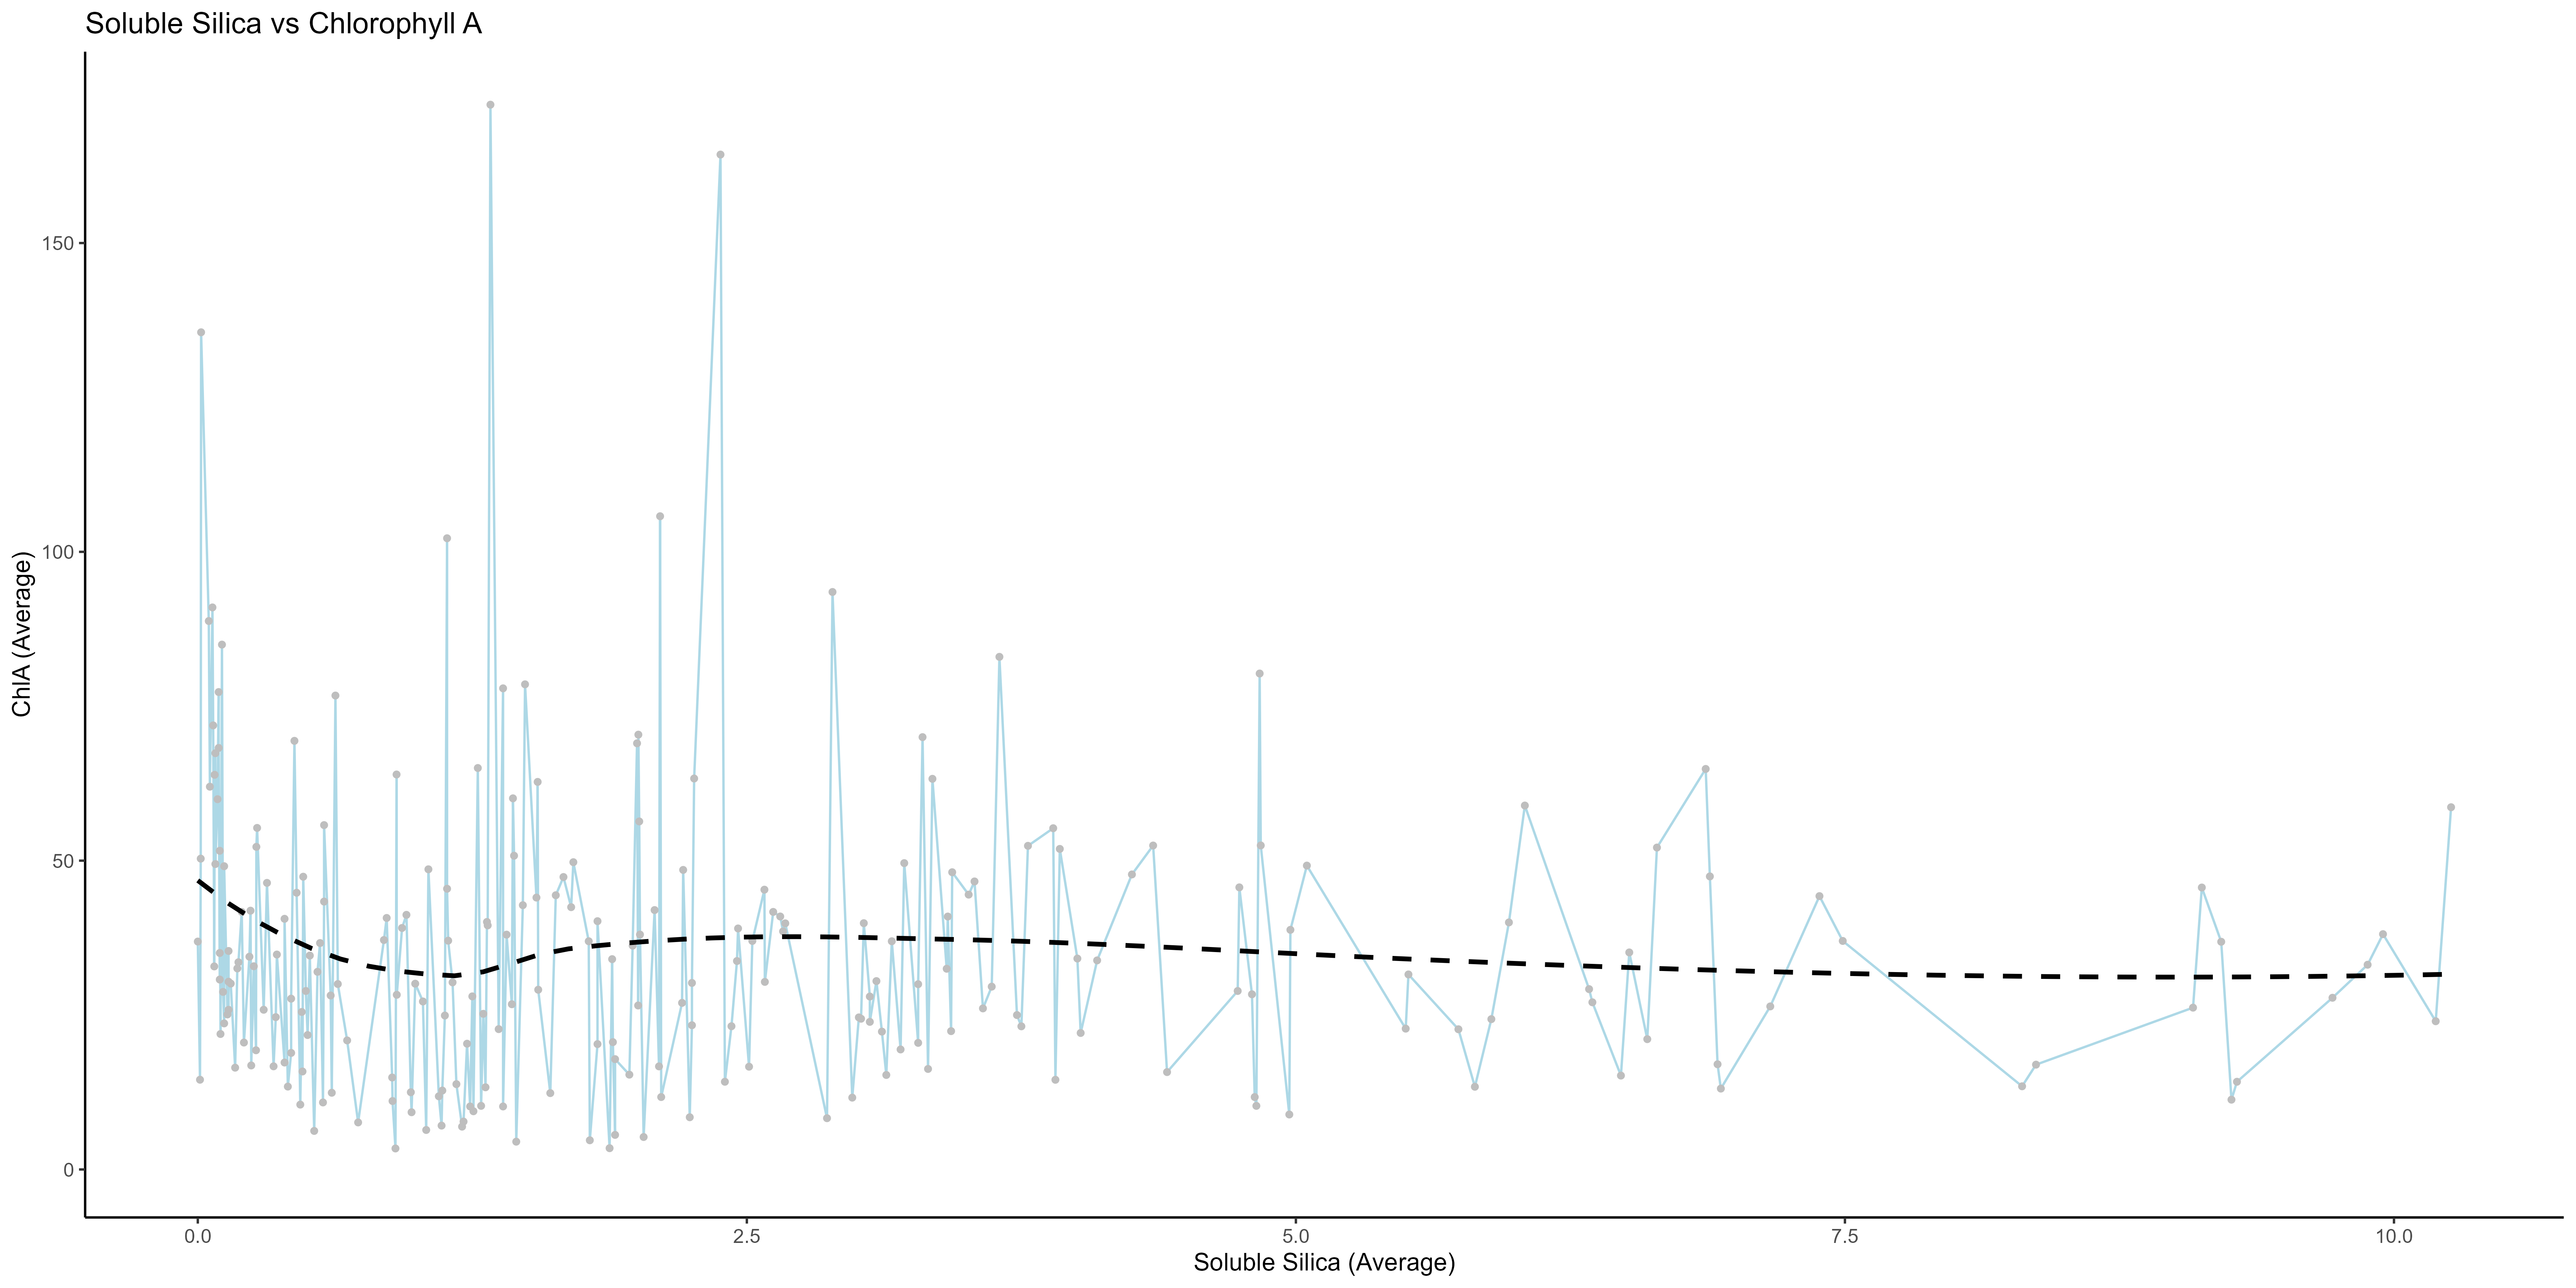 Soluble Silica vs Chlorophyll A
150
100
50
0
ChlA (Average)
0.0 2.5 5.0 7.5 10.0
Soluble Silica (Average)